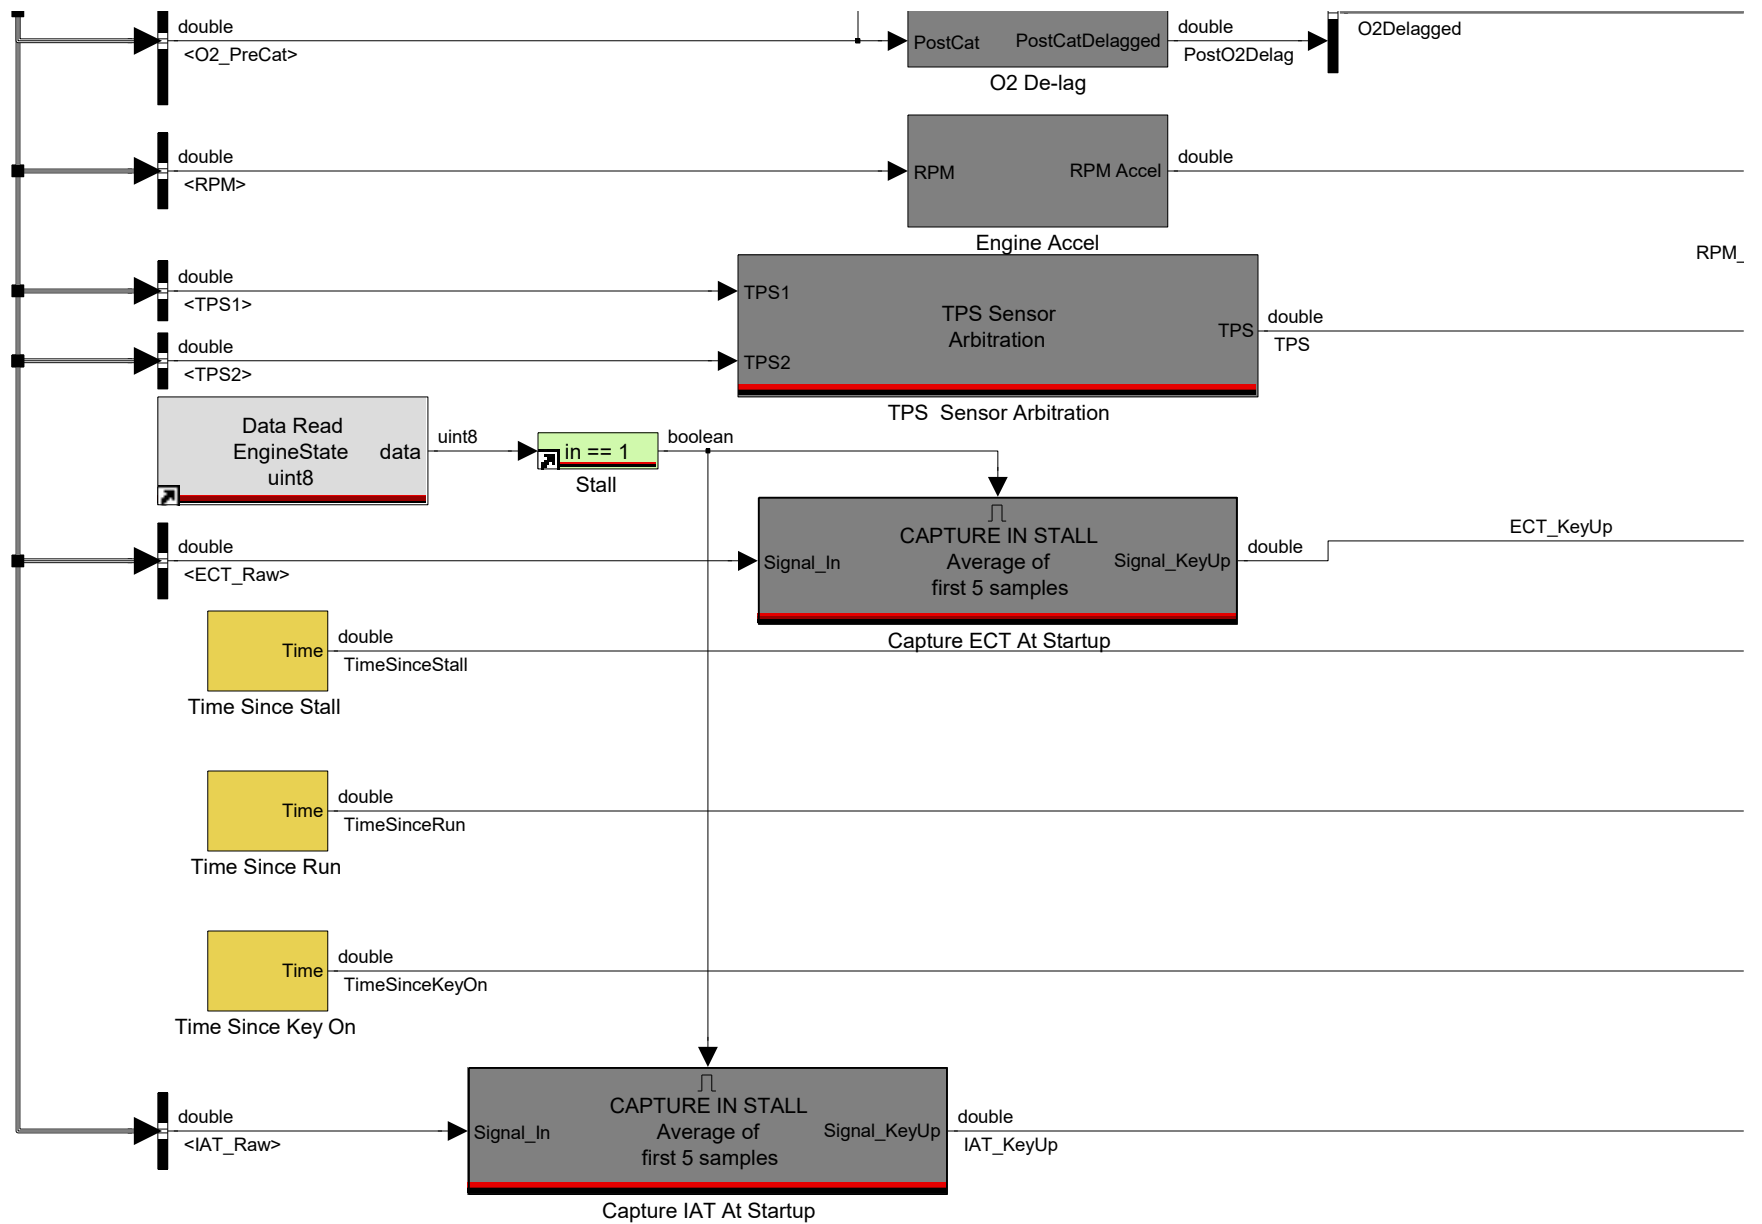 double
<O2_PreCat>
PostCat
PostCatDelagged
double
PostO2Delag
O2Delagged
O2 De-lag
double
<RPM>
RPM
RPM Accel
double
Engine Accel
RPM_
double
<TPS1>
TPS1
TPS Sensor
Arbitration
TPS
double
TPS
double
<TPS2>
TPS2
TPS  Sensor Arbitration
Data Read
EngineState
uint8
data
uint8
in == 1
boolean
Stall
double
<ECT_Raw>
Signal_In
CAPTURE IN STALL
Average of
first 5 samples
Signal_KeyUp
double
ECT_KeyUp
Capture ECT At Startup
Time
double
TimeSinceStall
Time Since Stall
Time
double
TimeSinceRun
Time Since Run
Time
double
TimeSinceKeyOn
Time Since Key On
double
<IAT_Raw>
Signal_In
CAPTURE IN STALL
Average of
first 5 samples
Signal_KeyUp
double
IAT_KeyUp
Capture IAT At Startup